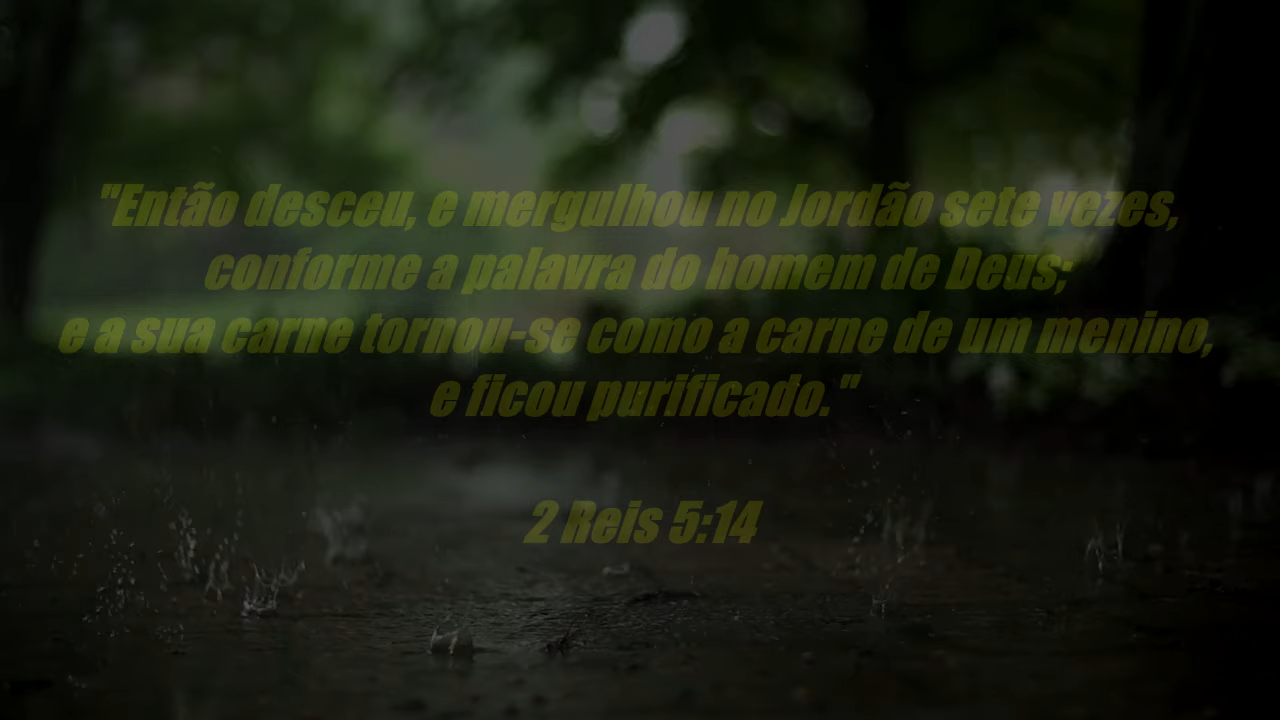 "Então desceu, e mergulhou no Jordão sete vezes,
conforme a palavra do homem de Deus;
e a sua carne tornou-se como a carne de um menino,
e ficou purificado."
2 Reis 5:14